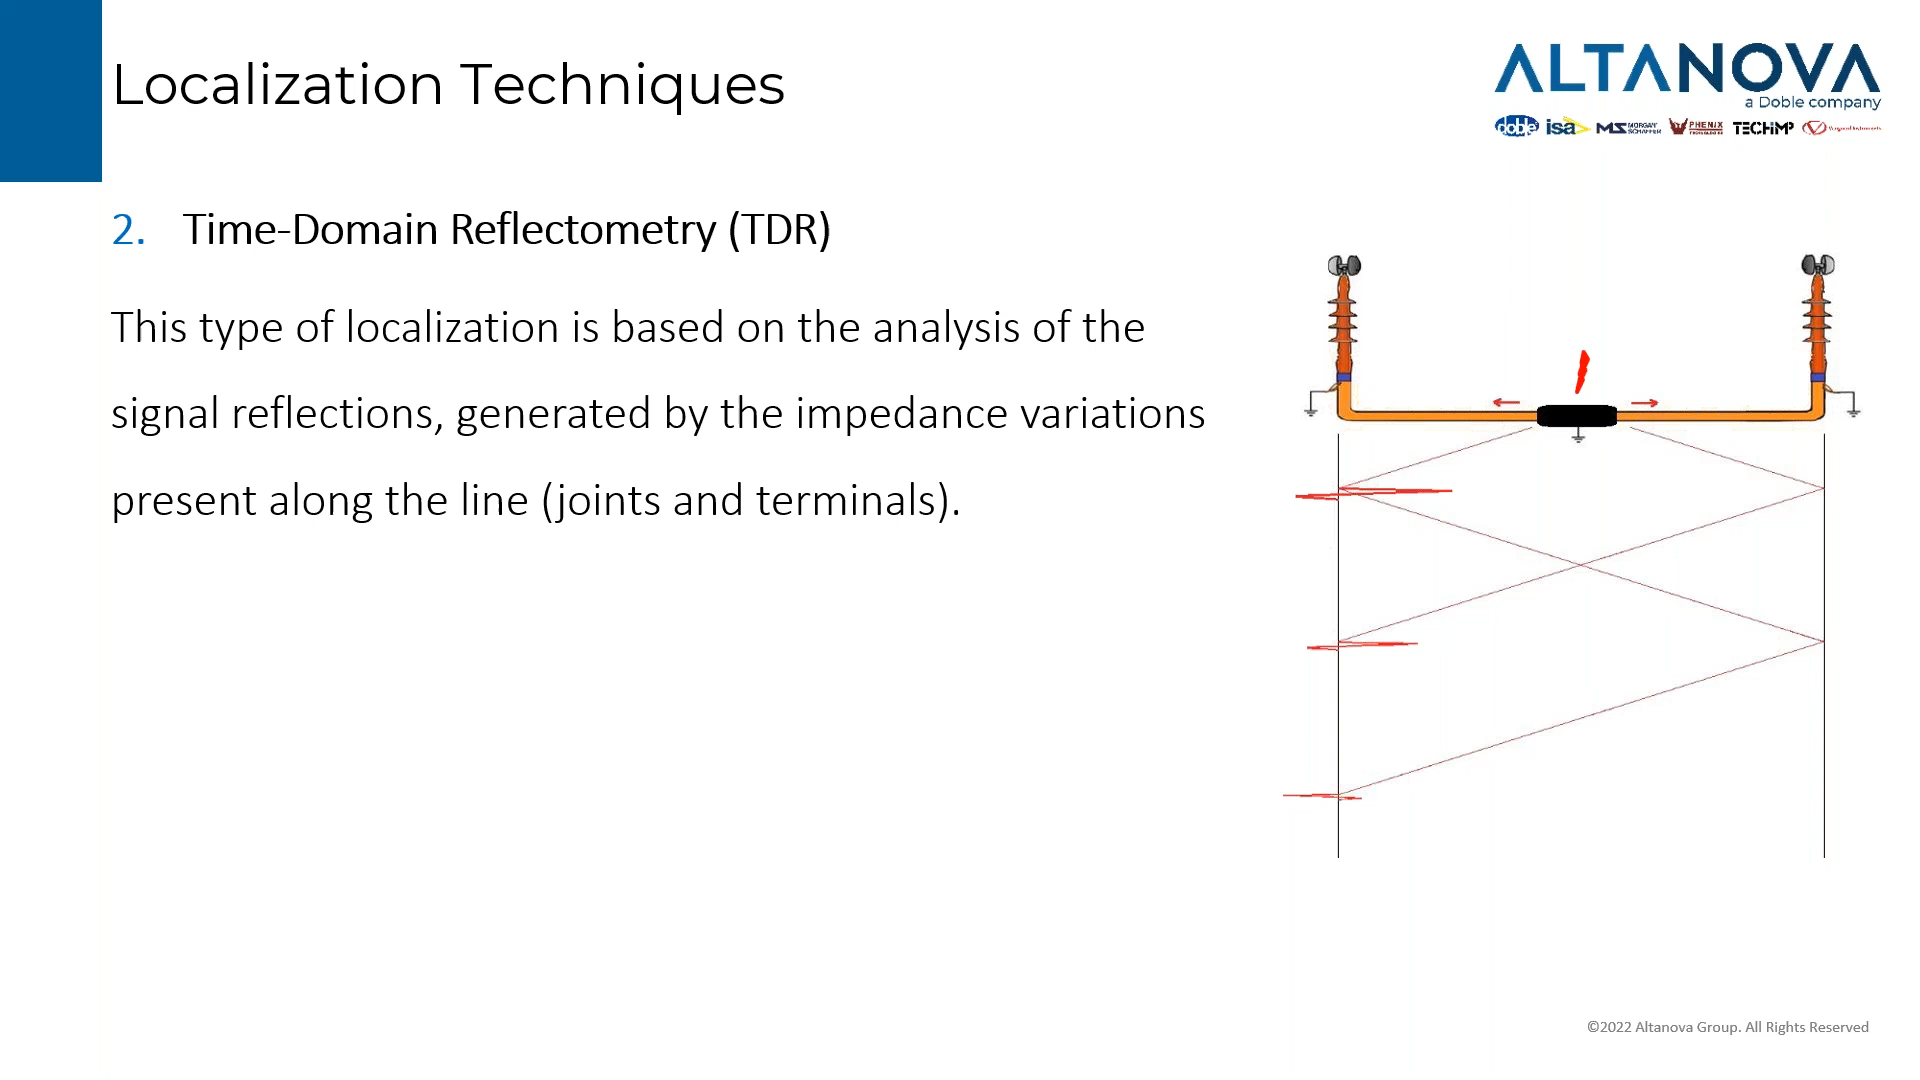 Localization Techniques
ALTANOVA
a Doble company
doble isa MS MORGAN SCHAFFER PHENIX TECHNOLOGIES TECHIMP Vanguard Instruments
2. Time-Domain Reflectometry (TDR)
This type of localization is based on the analysis of the
signal reflections, generated by the impedance variations
present along the line (joints and terminals).
©2022 Altanova Group. All Rights Reserved